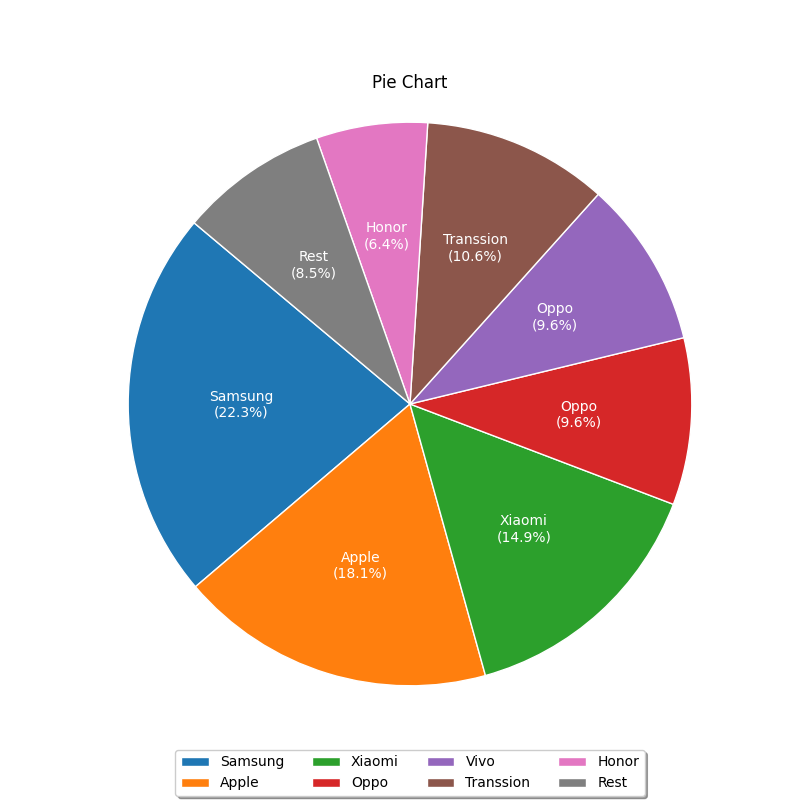 Pie Chart
Honor
(6.4%)
Transsion
(10.6%)
Rest
(8.5%)
Oppo
(9.6%)
Samsung
(22.3%)
Oppo
(9.6%)
Xiaomi
(14.9%)
Apple
(18.1%)
Samsung Xiaomi Vivo Honor
Apple Oppo Transsion Rest